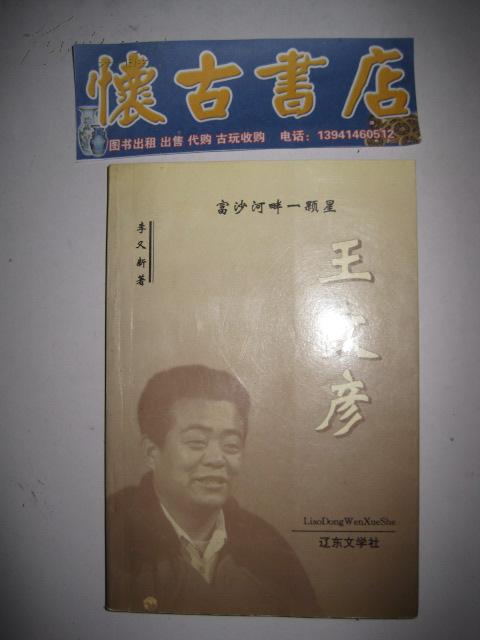 懷古書店
图书出租 出售 代购 古玩收购 电话：13941460512
富沙河畔一颗星
李又新著
王文彦
LiaoDongWenXueShe
辽东文学社